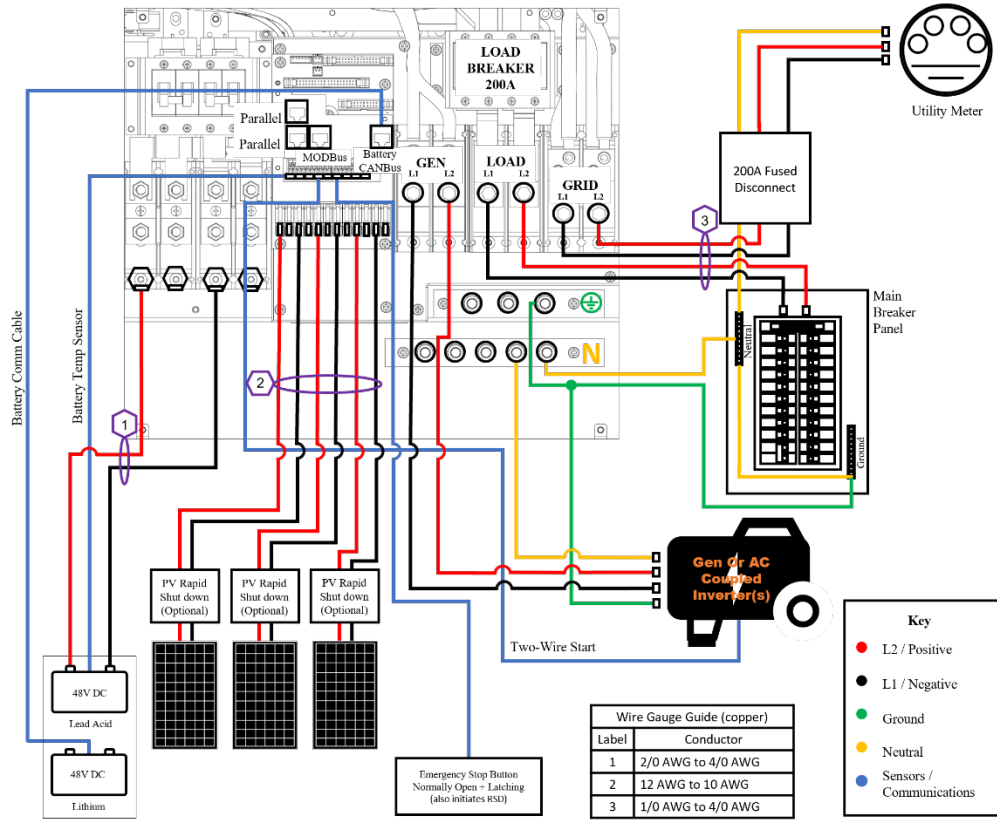 LOAD
BREAKER
200A
Utility Meter
Parallel
Parallel
MODBus
Battery
CANBus
GEN
L1
L2
LOAD
L1
L2
GRID
L1
L2
200A Fused
Disconnect
3
Main
Breaker
Panel
Neutral
Ground
N
Battery Comm Cable
Battery Temp Sensor
1
2
PV Rapid
Shut down
(Optional)
PV Rapid
Shut down
(Optional)
PV Rapid
Shut down
(Optional)
Gen Or AC
Coupled
Inverter(s)
Two-Wire Start
48V DC
Lead Acid
48V DC
Lithium
Emergency Stop Button
Normally Open + Latching
(also initiates RSD)
Wire Gauge Guide (copper)
Label Conductor
1 2/0 AWG to 4/0 AWG
2 12 AWG to 10 AWG
3 1/0 AWG to 4/0 AWG
Key
L2 / Positive
L1 / Negative
Ground
Neutral
Sensors /
Communications